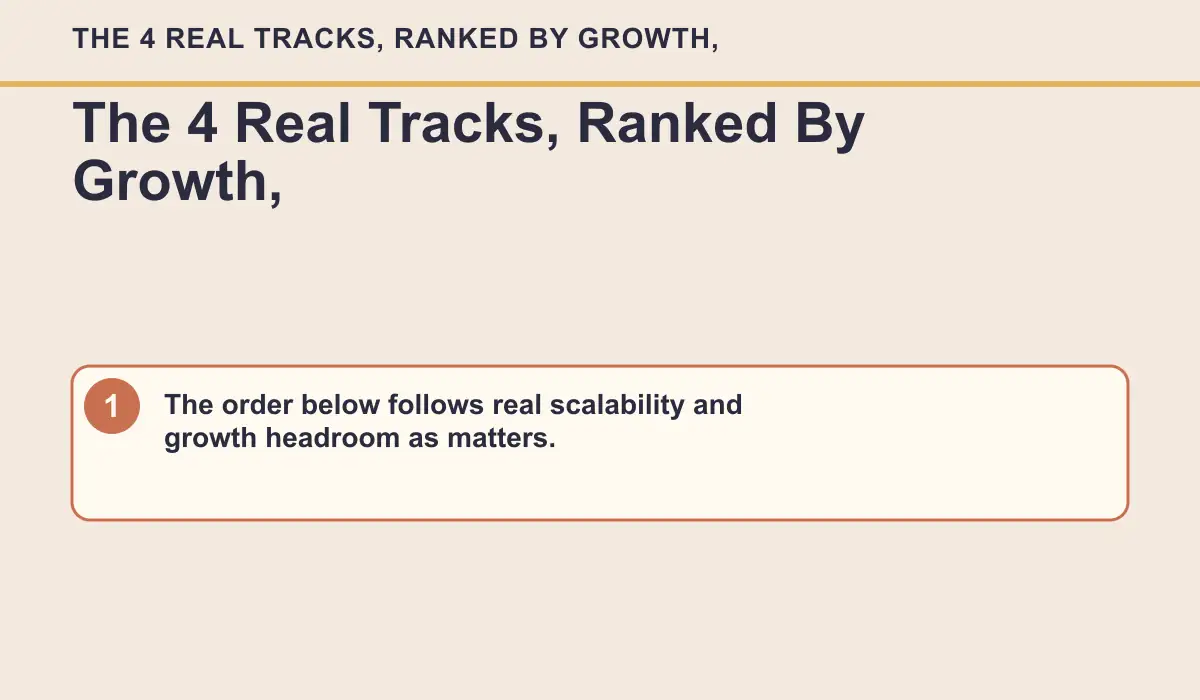 THE 4 REAL TRACKS, RANKED BY GROWTH,
The 4 Real Tracks, Ranked By
Growth,
1
The order below follows real scalability and
growth headroom as matters.